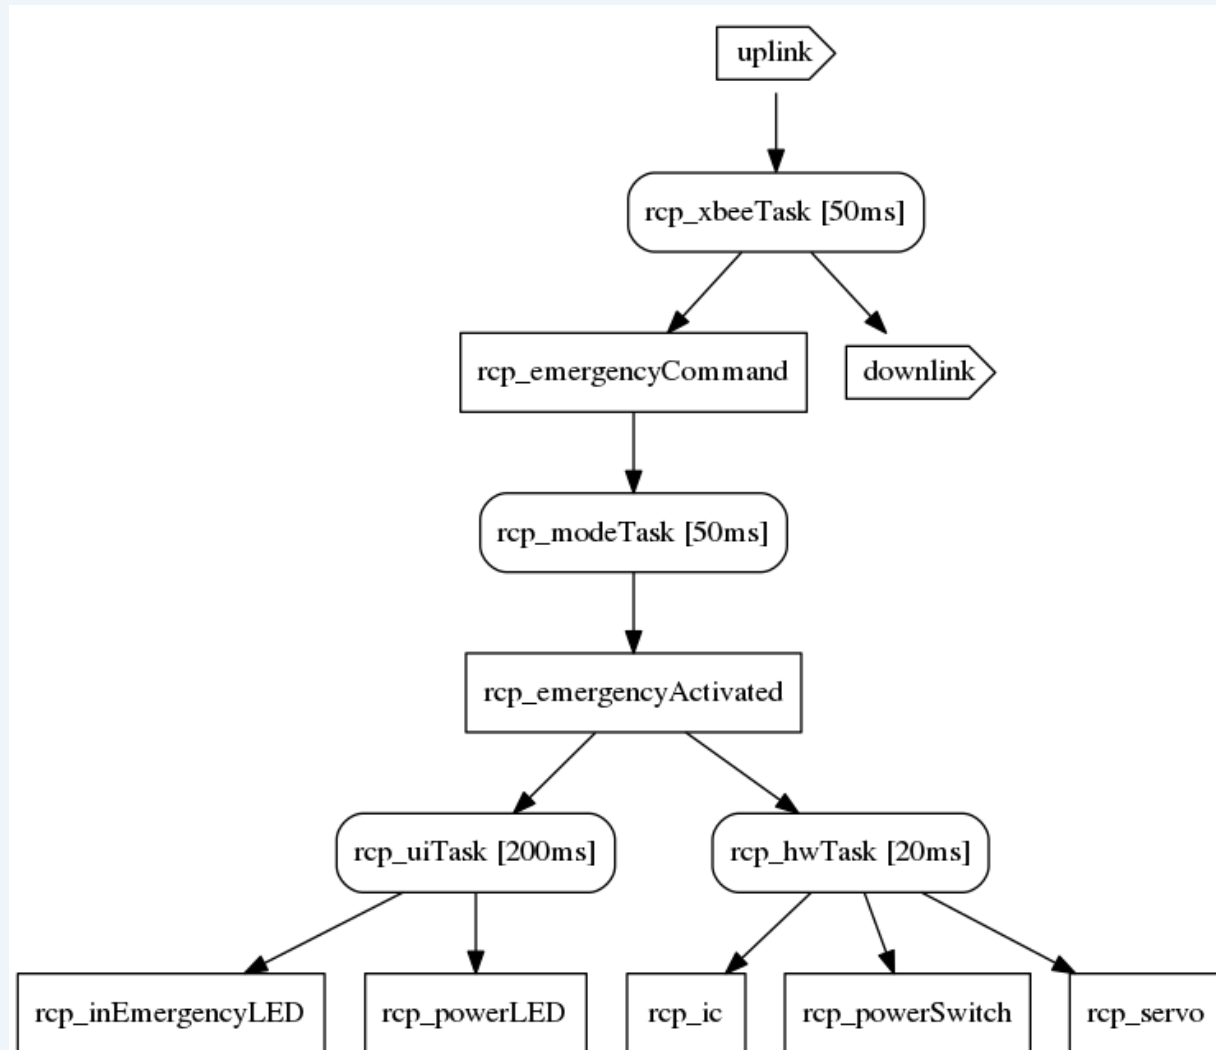 uplink
rcp_xbeeTask [50ms]
rcp_emergencyCommand
downlink
rcp_modeTask [50ms]
rcp_emergencyActivated
rcp_uiTask [200ms]
rcp_hwTask [20ms]
rcp_inEmergencyLED
rcp_powerLED
rcp_ic
rcp_powerSwitch
rcp_servo